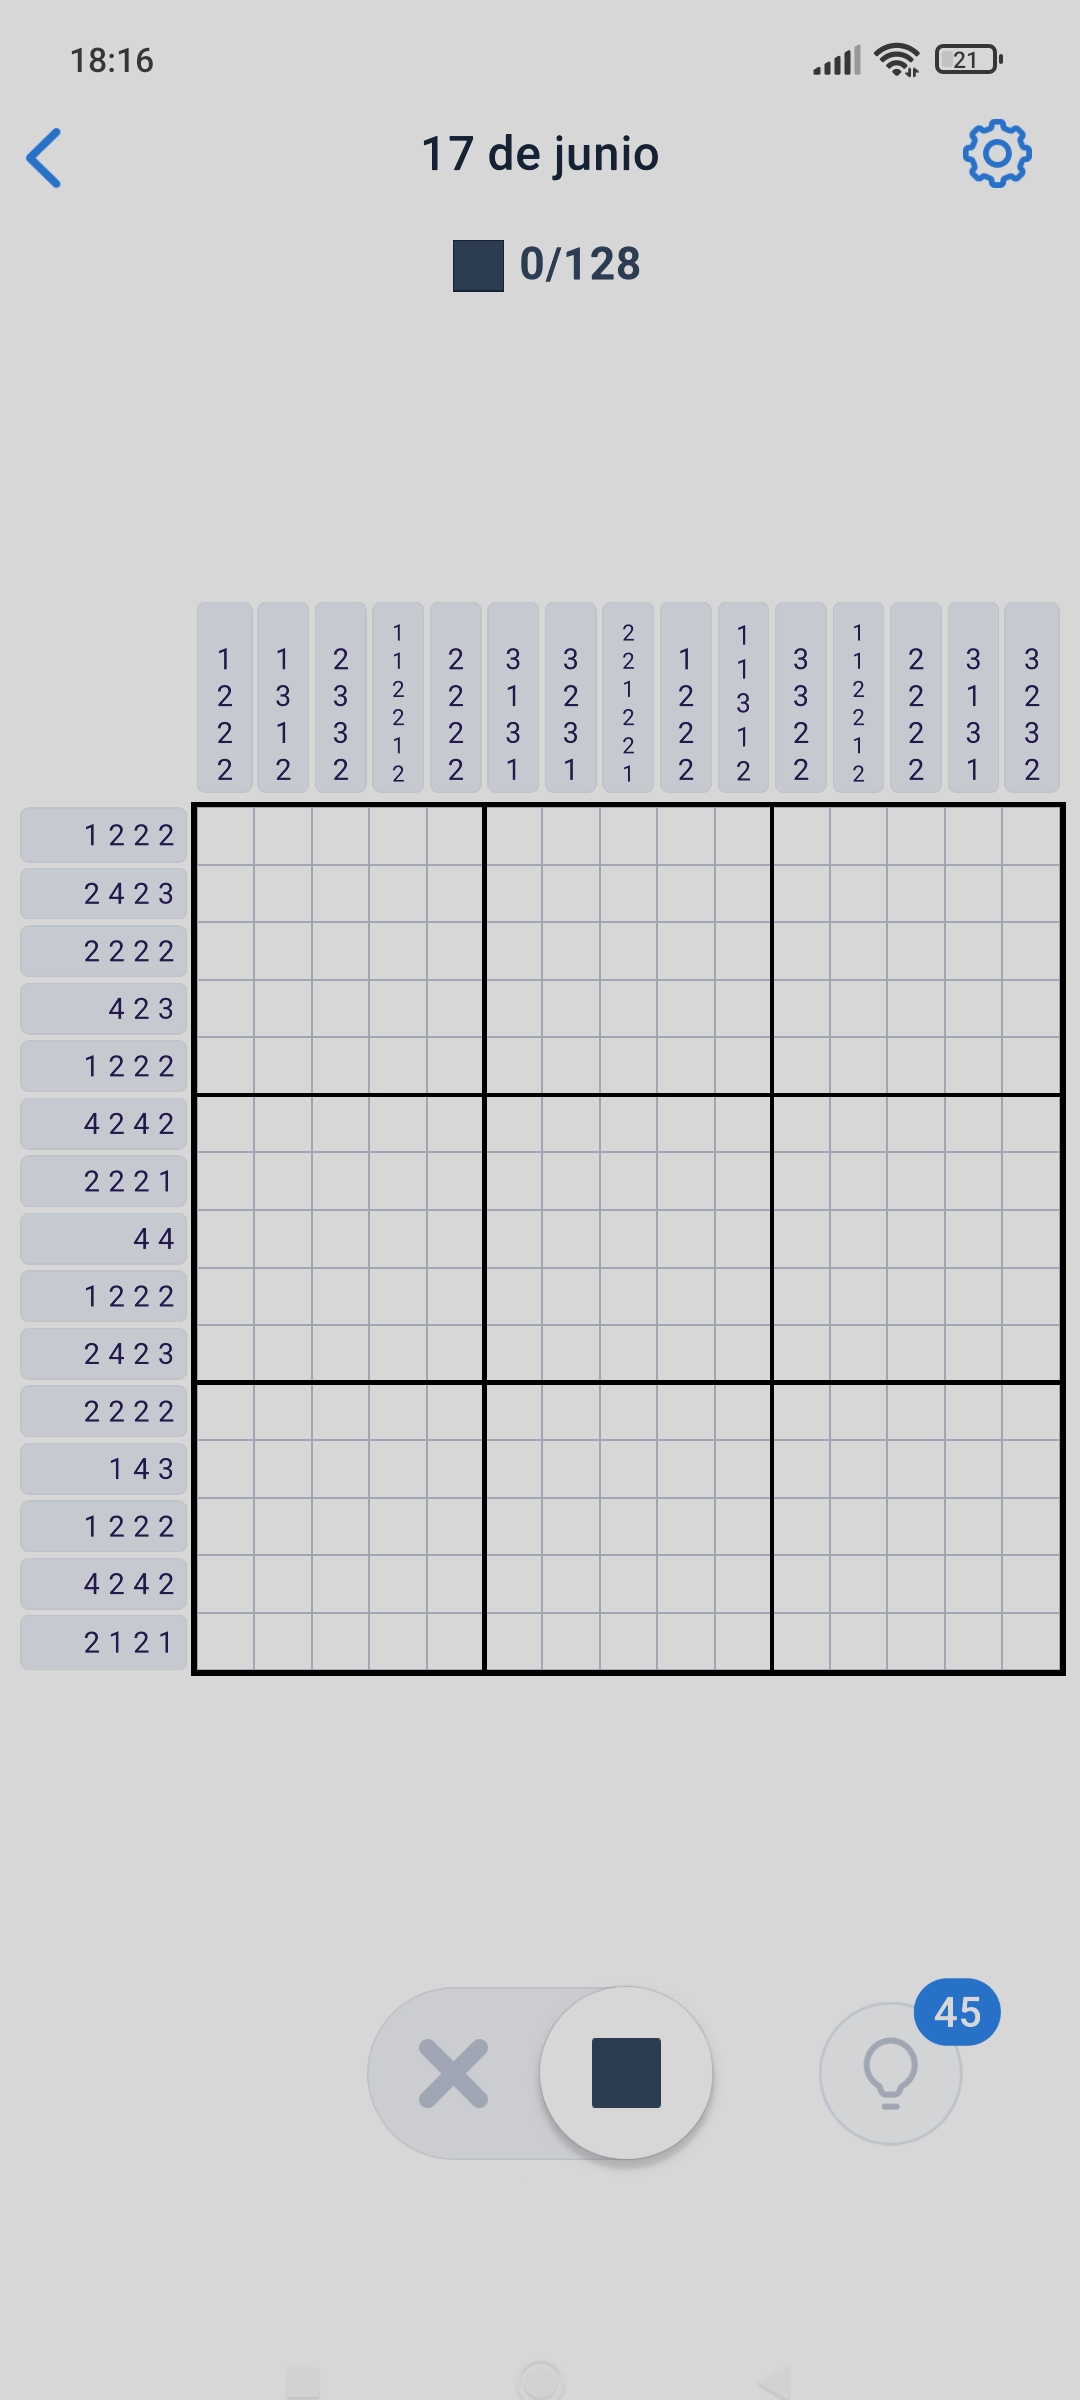 18:16
21
17 de junio
0/128
1 1 2 1 2 3 3 2 1 1 3 1 2 3 3
2 3 3 1 2 1 2 2 2 1 3 1 2 1 2
2 1 3 2 2 3 3 1 2 3 2 2 2 3 3
2 2 2 2 2 1 1 2 2 1 2 2 2 1 2
1 2 2 1 1
2 1 2 2
1 2 2 2
2 4 2 3
2 2 2 2
4 2 3
1 2 2 2
4 2 4 2
2 2 2 1
4 4
1 2 2 2
2 4 2 3
2 2 2 2
1 4 3
1 2 2 2
4 2 4 2
2 1 2 1
45